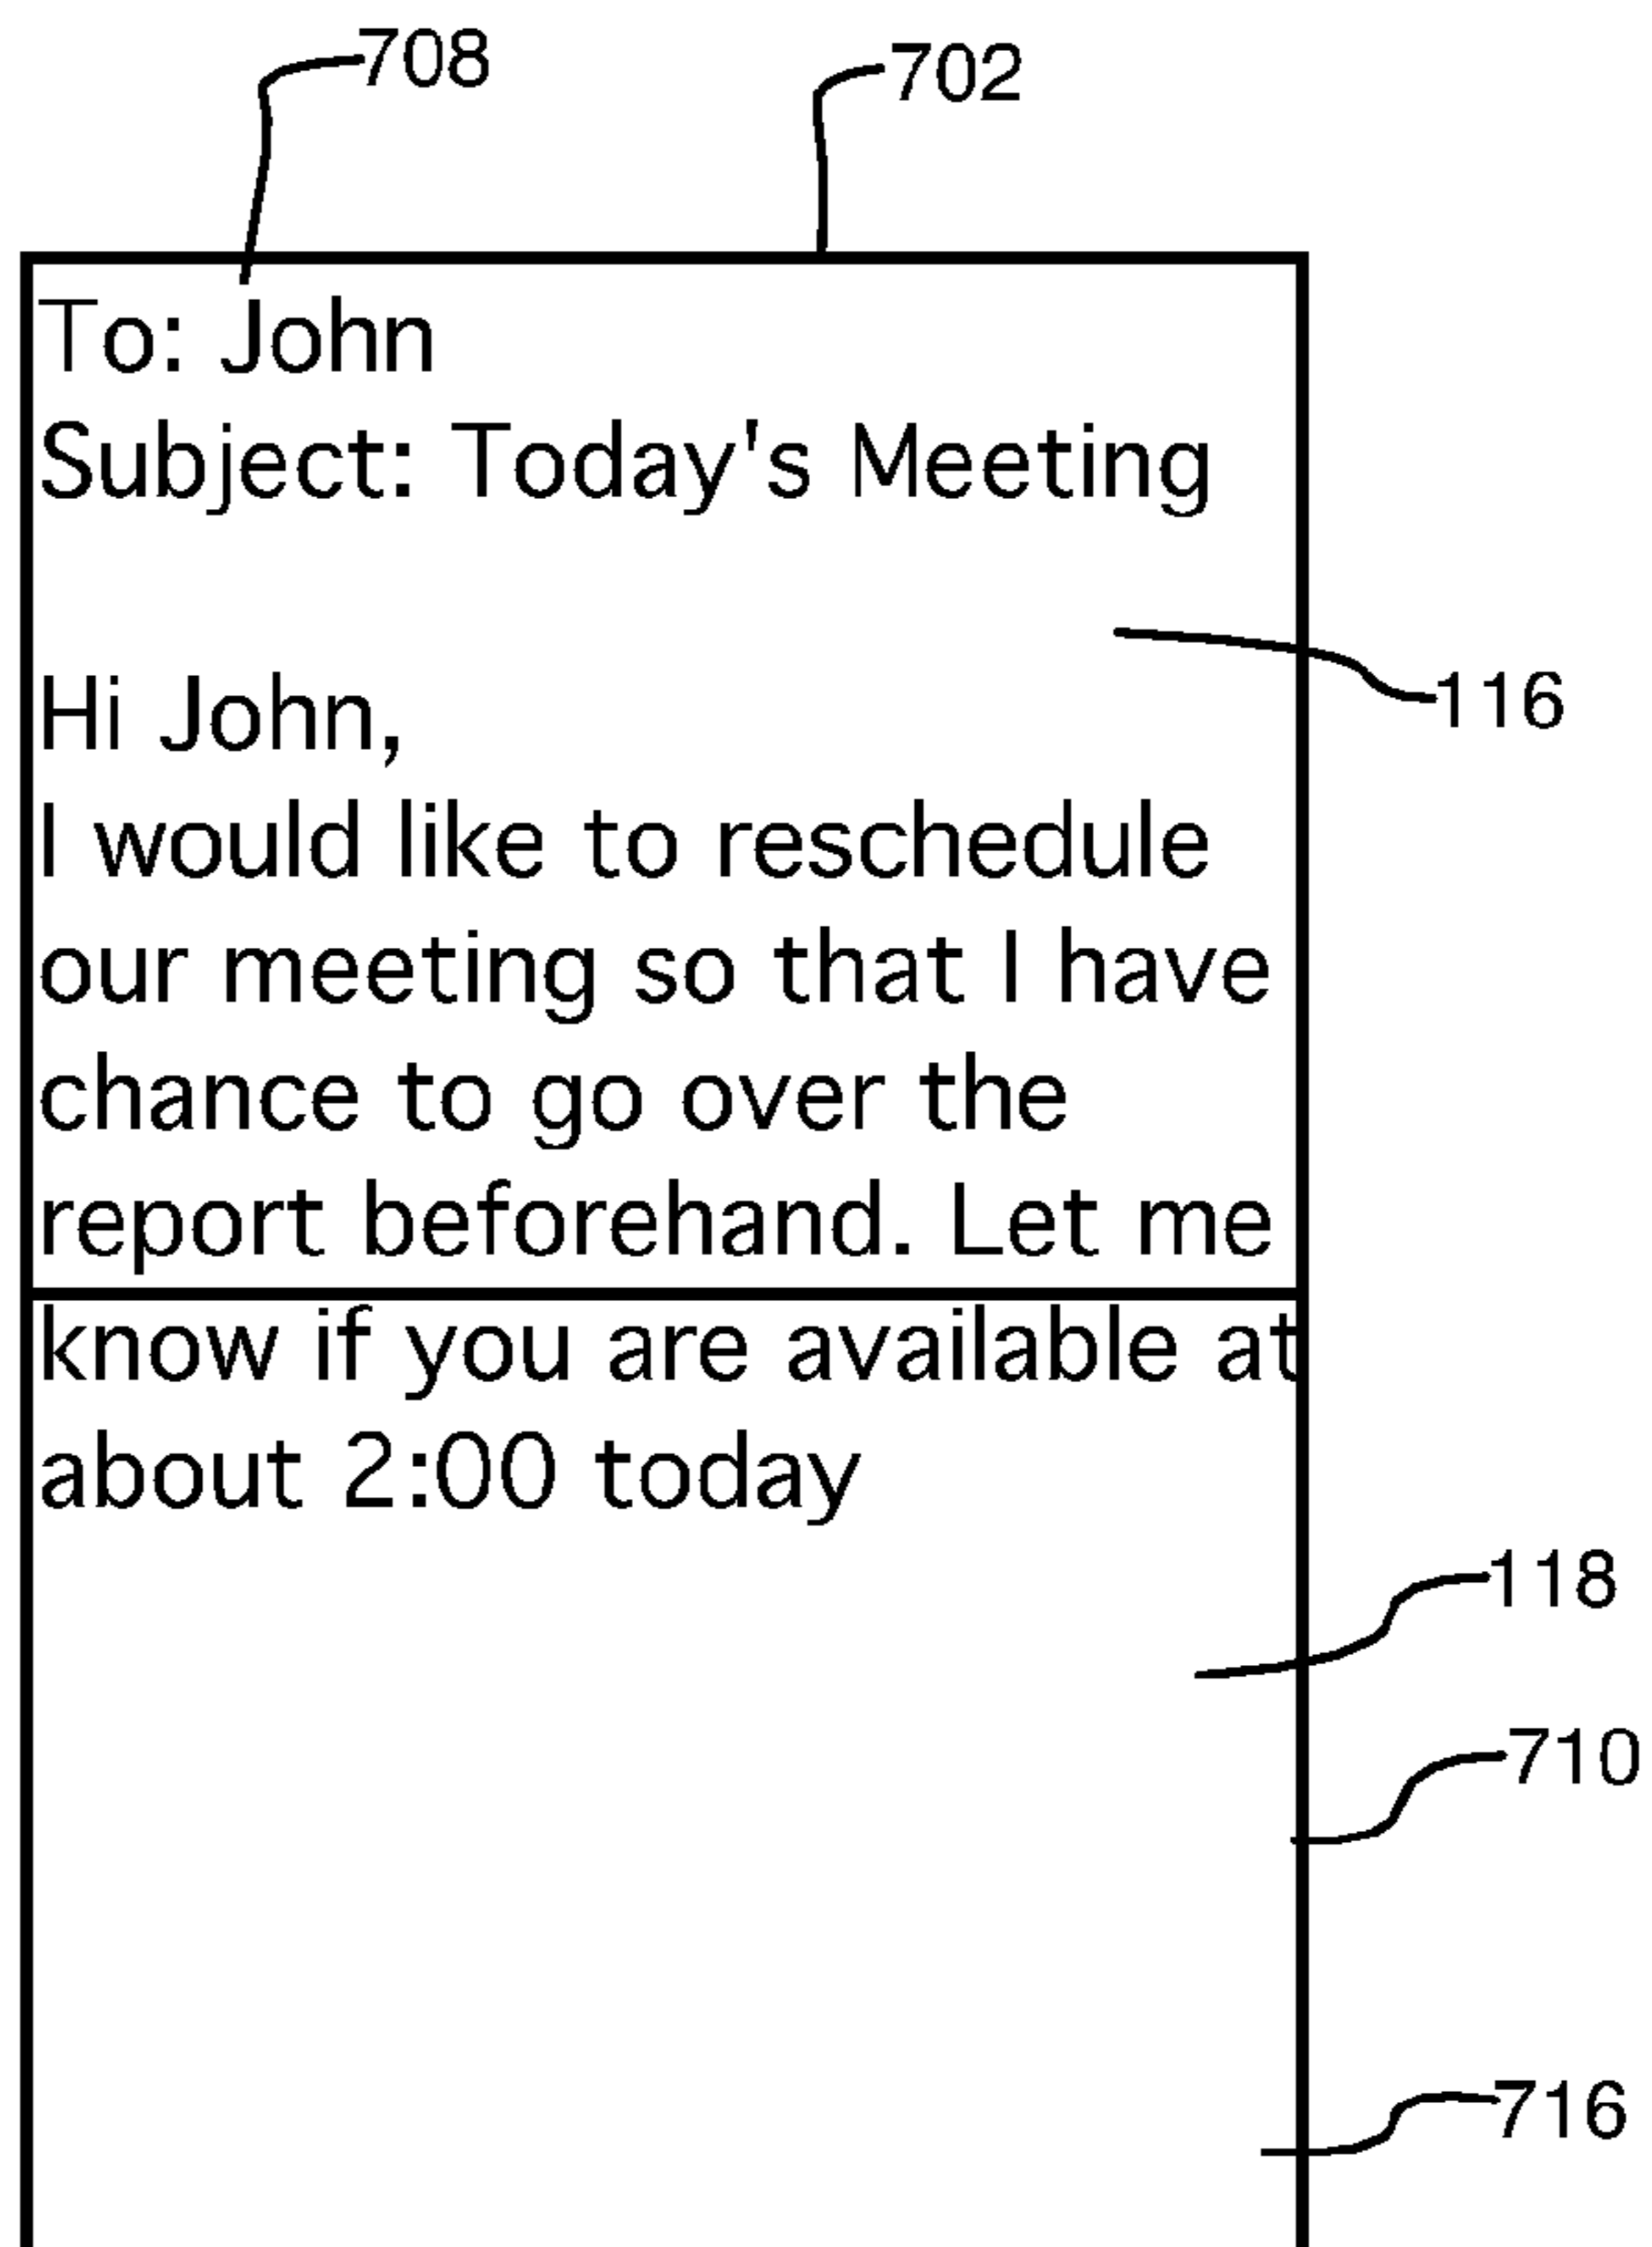 708
702
To: John
Subject: Today's Meeting
116
Hi John,
I would like to reschedule
our meeting so that I have
chance to go over the
report beforehand. Let me
know if you are available at
about 2:00 today
118
710
716